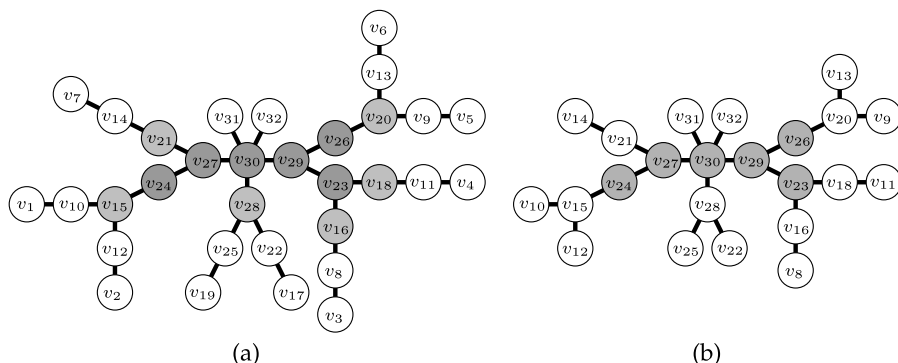 v6
v13
v7 v14 v31 v32 v20 v9 v5
v21 v26
v27 v30 v29
v24 v23 v18 v11 v4
v1 v10 v15 v28 v16
v12 v25 v22 v8
v2 v19 v17 v3
(a)
v13
v14 v31 v32 v20 v9
v21 v26
v27 v30 v29
v24 v23 v18 v11
v10 v15 v28 v16
v12 v25 v22 v8
(b)